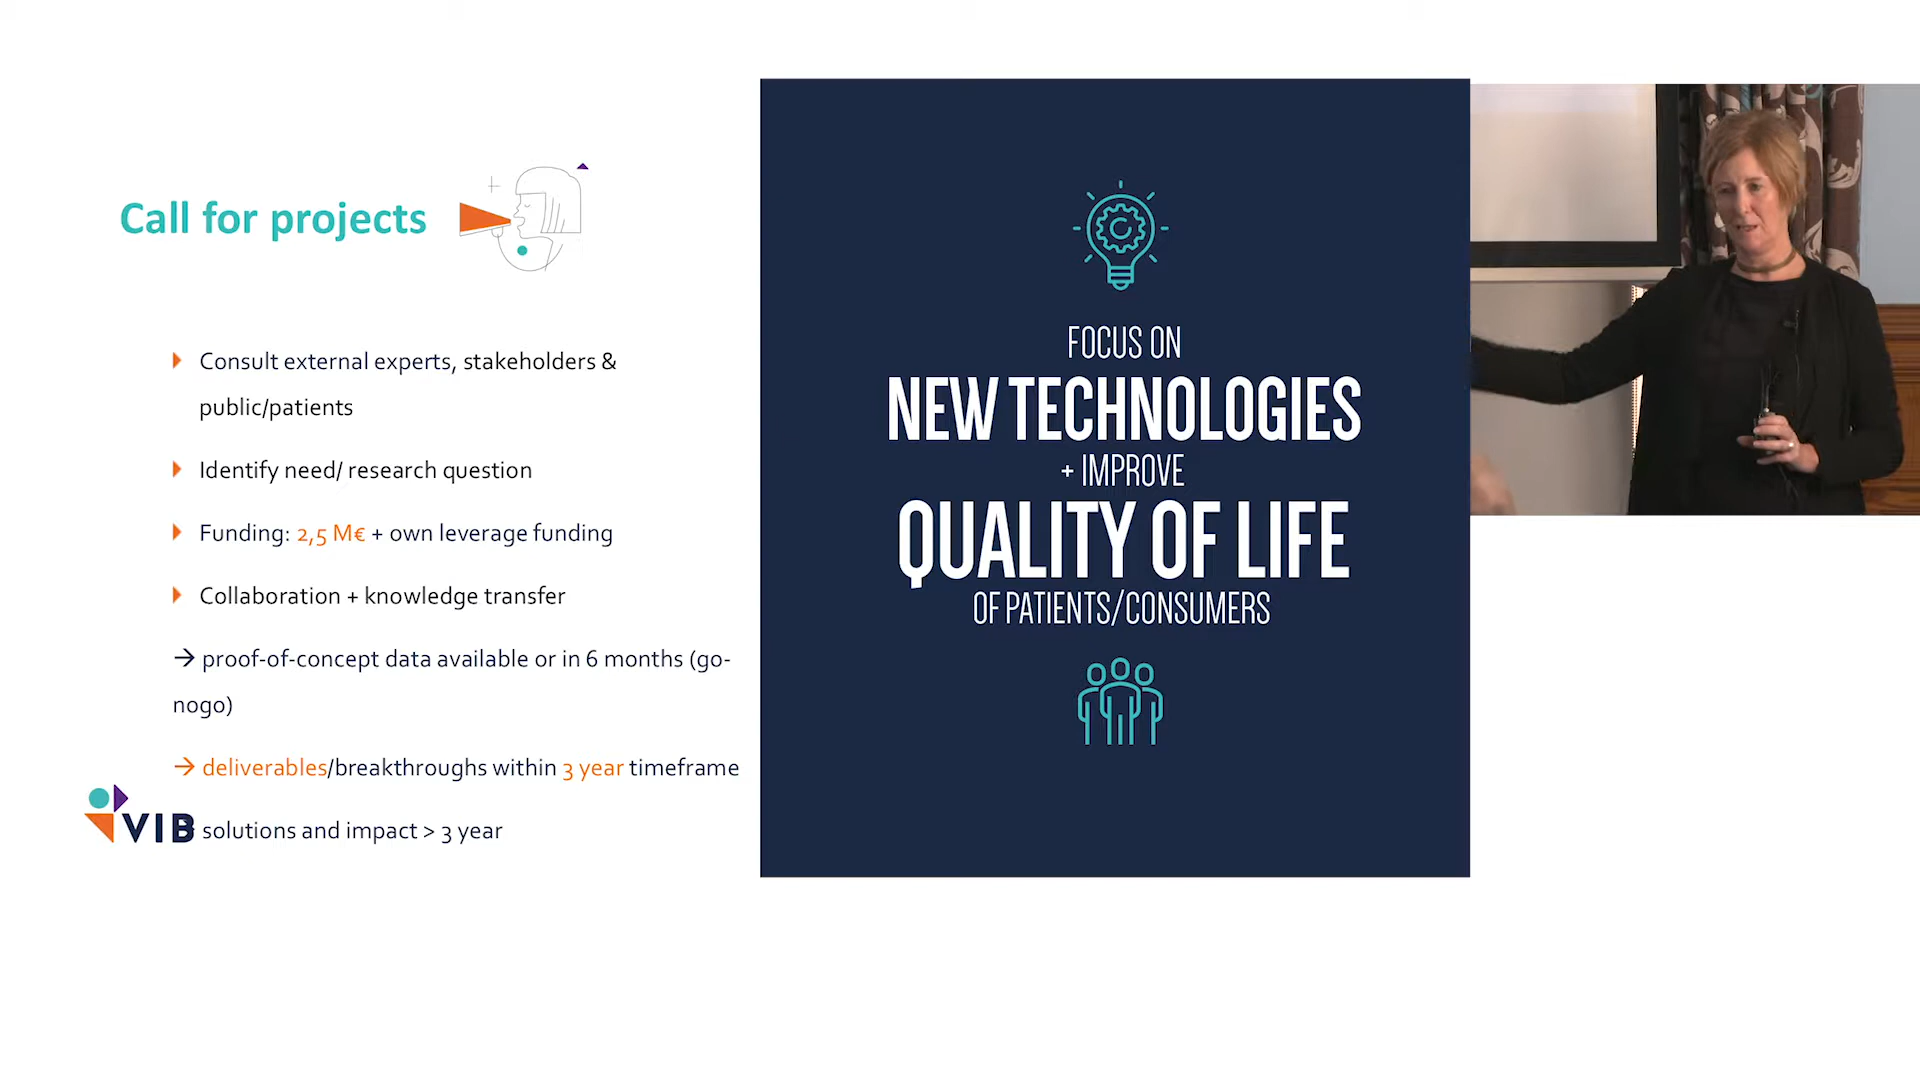 Call for projects
Consult external experts, stakeholders &
public/patients
Identify need/ research question
Funding: 2,5 M€ + own leverage funding
Collaboration + knowledge transfer
→ proof-of-concept data available or in 6 months (go-
nogo)
→ deliverables/breakthroughs within 3 year timeframe
VIB
solutions and impact > 3 year
FOCUS ON
NEW TECHNOLOGIES
+ IMPROVE
QUALITY OF LIFE
OF PATIENTS/CONSUMERS